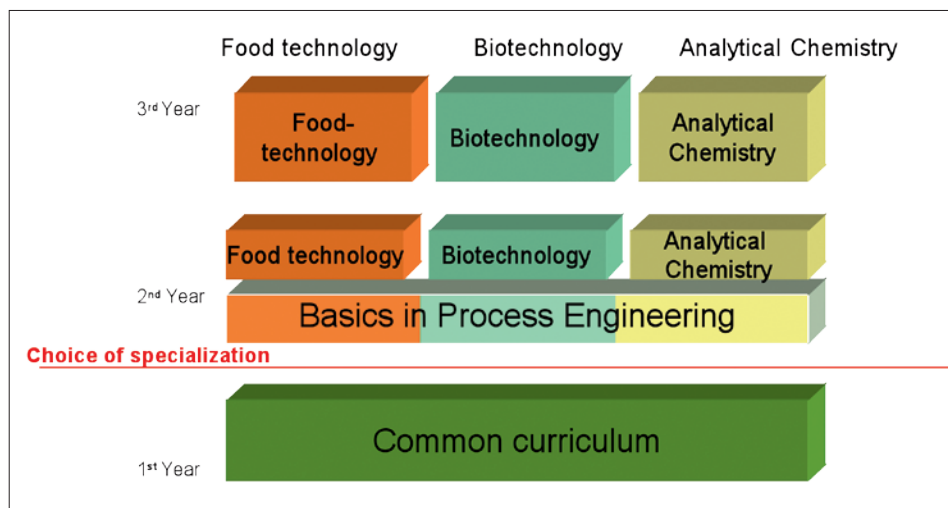 Food technology Biotechnology Analytical Chemistry
3rd Year
Food-
technology
Biotechnology
Analytical
Chemistry
Food technology
Biotechnology
Analytical
Chemistry
2nd Year
Basics in Process Engineering
Choice of specialization
Common curriculum
1st Year